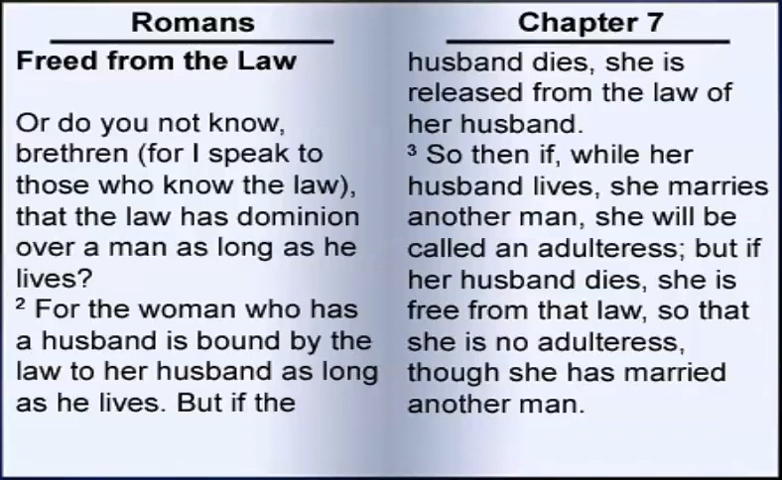 Romans
Freed from the Law
Or do you not know,
brethren (for I speak to
those who know the law),
that the law has dominion
over a man as long as he
lives?
² For the woman who has
a husband is bound by the
law to her husband as long
as he lives. But if the
Chapter 7
husband dies, she is
released from the law of
her husband.
³ So then if, while her
husband lives, she marries
another man, she will be
called an adulteress; but if
her husband dies, she is
free from that law, so that
she is no adulteress,
though she has married
another man.